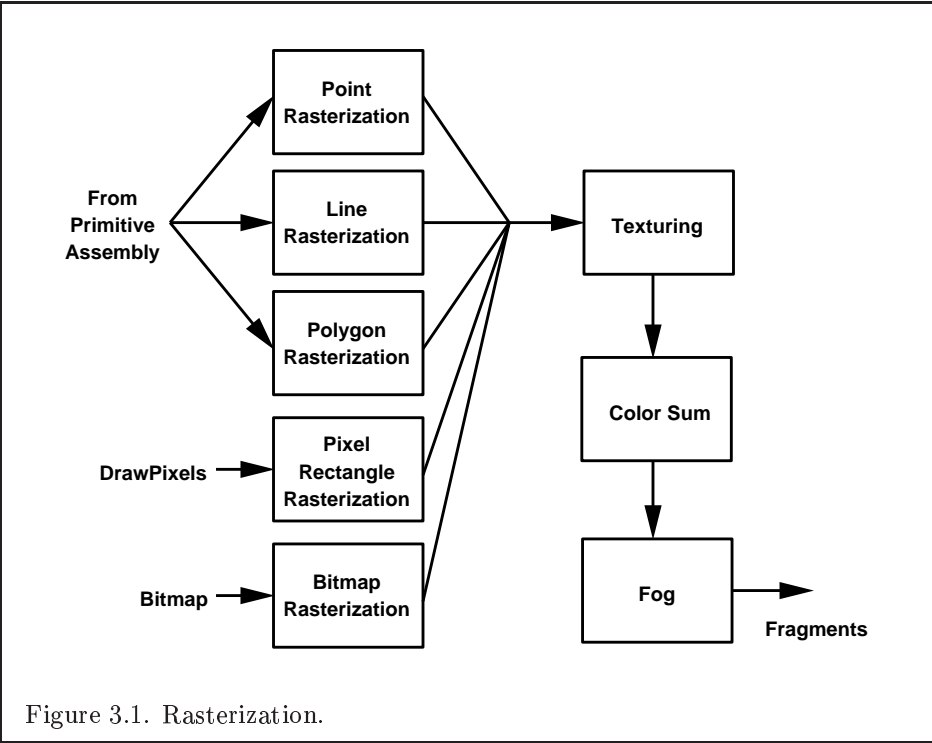 Point
Rasterization
From
Primitive
Assembly
Line
Rasterization
Texturing
Polygon
Rasterization
Color Sum
DrawPixels
Pixel
Rectangle
Rasterization
Bitmap
Bitmap
Rasterization
Fog
Fragments
Figure 3.1. Rasterization.